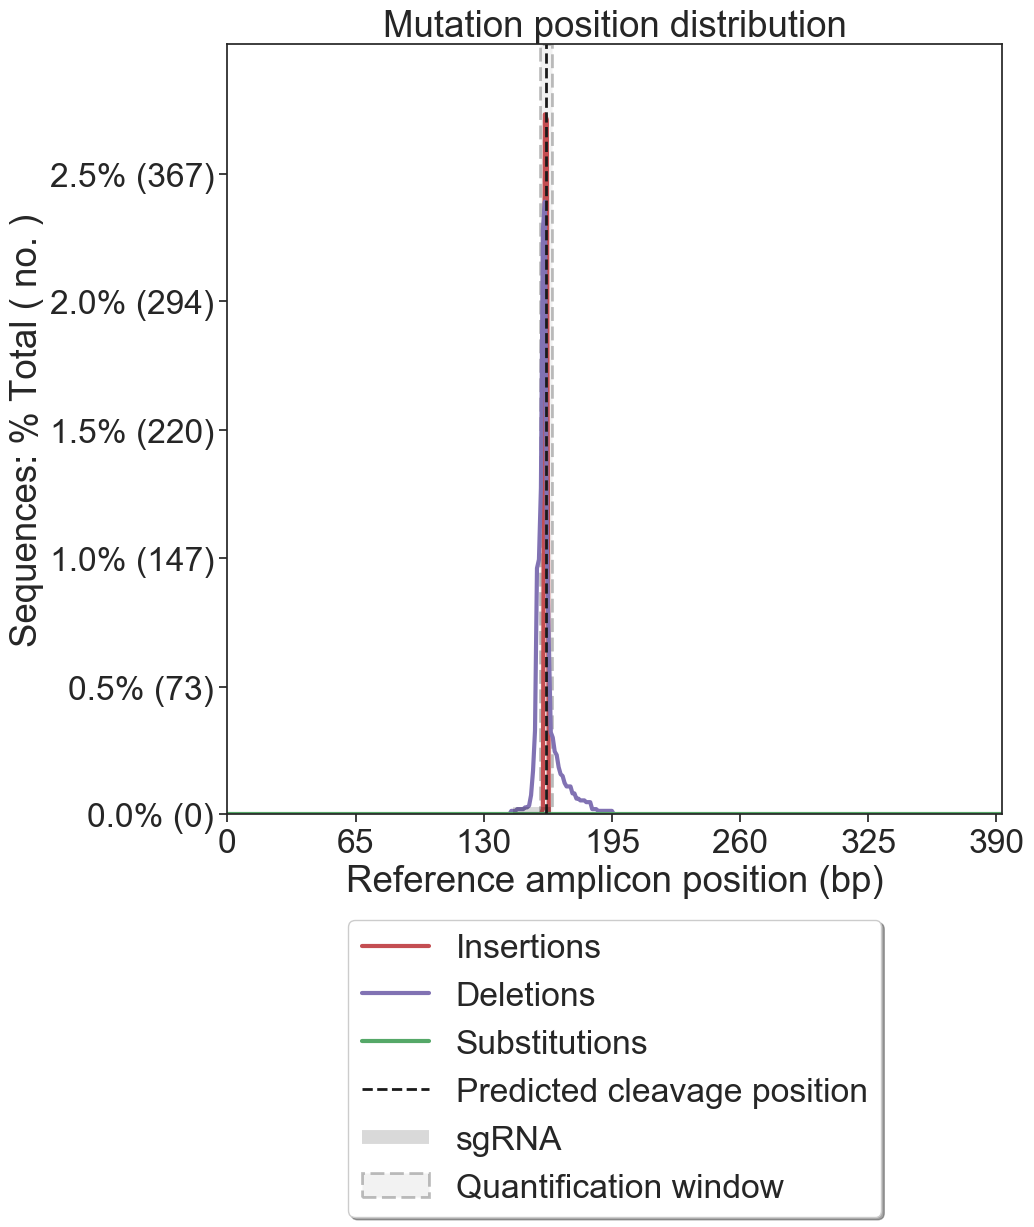 Mutation position distribution
Sequences: % Total ( no. )
2.5% (367)
2.0% (294)
1.5% (220)
1.0% (147)
0.5% (73)
0.0% (0)
0 65 130 195 260 325 390
Reference amplicon position (bp)
Insertions
Deletions
Substitutions
Predicted cleavage position
sgRNA
Quantification window